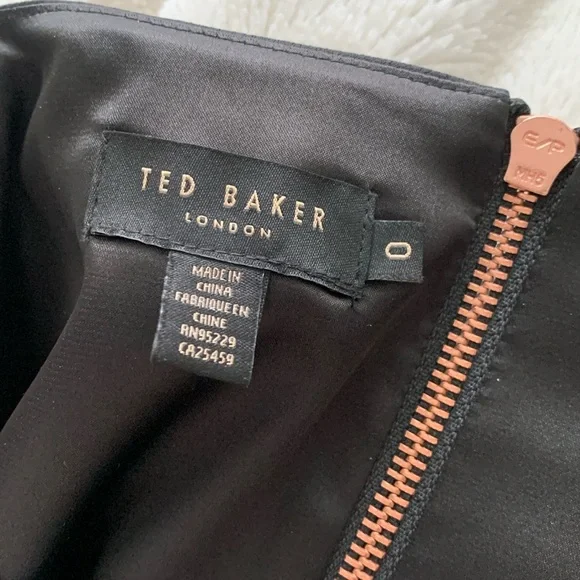 TED BAKER
LONDON
0
MADE IN
CHINA
FABRIQUE EN
CHINE
RN95229
CA25459